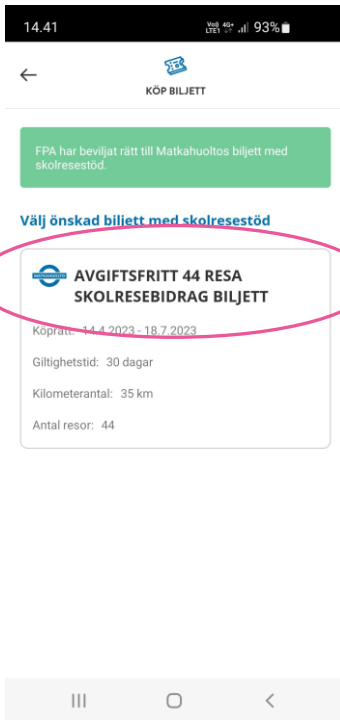 14.41 93%
KÖP BILJETT
FPA har beviljat rätt till Matkahuoltos biljett med
skolresestöd.
Välj önskad biljett med skolresestöd
AVGIFTSFRITT 44 RESA
SKOLRESEBIDRAG BILJETT
Köprätt: 14.4.2023 - 18.7.2023
Giltighetstid: 30 dagar
Kilometerantal: 35 km
Antal resor: 44